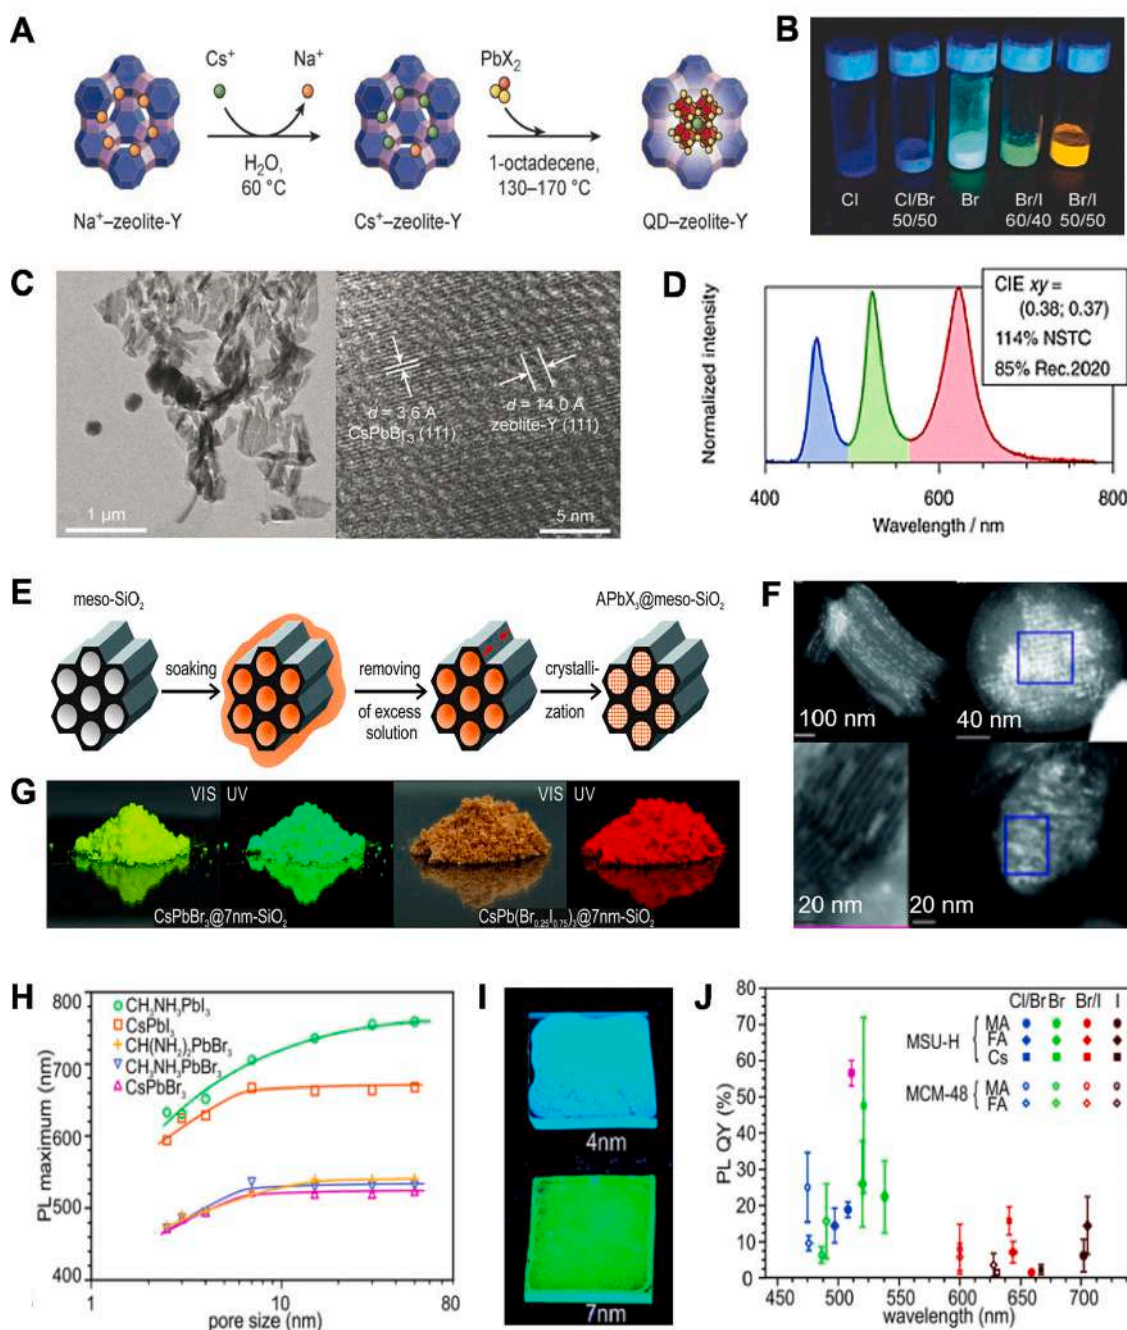 A
Cs⁺
Na⁺
PbX₂
H₂O,
60 °C
1-octadecene,
130–170 °C
Na⁺–zeolite-Y
Cs⁺–zeolite-Y
QD–zeolite-Y
B
Cl
Cl/Br
50/50
Br
Br/I
60/40
Br/I
50/50
C
d = 3.6 Å
CsPbBr₃ (111)
d = 14.0 Å
zeolite-Y (111)
1 µm
5 nm
D
Normalized intensity
CIE xy =
(0.38; 0.37)
114% NSTC
85% Rec.2020
400
600
800
Wavelength / nm
E
meso-SiO₂
soaking
removing
of excess
solution
crystalli-
zation
APbX₃@meso-SiO₂
F
100 nm
40 nm
20 nm
20 nm
G
VIS
UV
VIS
UV
CsPbBr₃@7nm-SiO₂
CsPb(Br₀.₂₅I₀.₇₅)₃@7nm-SiO₂
H
PL maximum (nm)
800
700
600
500
400
CH₃NH₃PbI₃
CsPbI₃
CH(NH₂)₂PbBr₃
CH₃NH₃PbBr₃
CsPbBr₃
1
10
80
pore size (nm)
I
4nm
7nm
J
PL QY (%)
80
70
60
50
40
30
20
10
0
Cl/Br Br Br/I I
MSU-H
MA
FA
Cs
MCM-48
MA
FA
450 500 550 600 650 700
wavelength (nm)